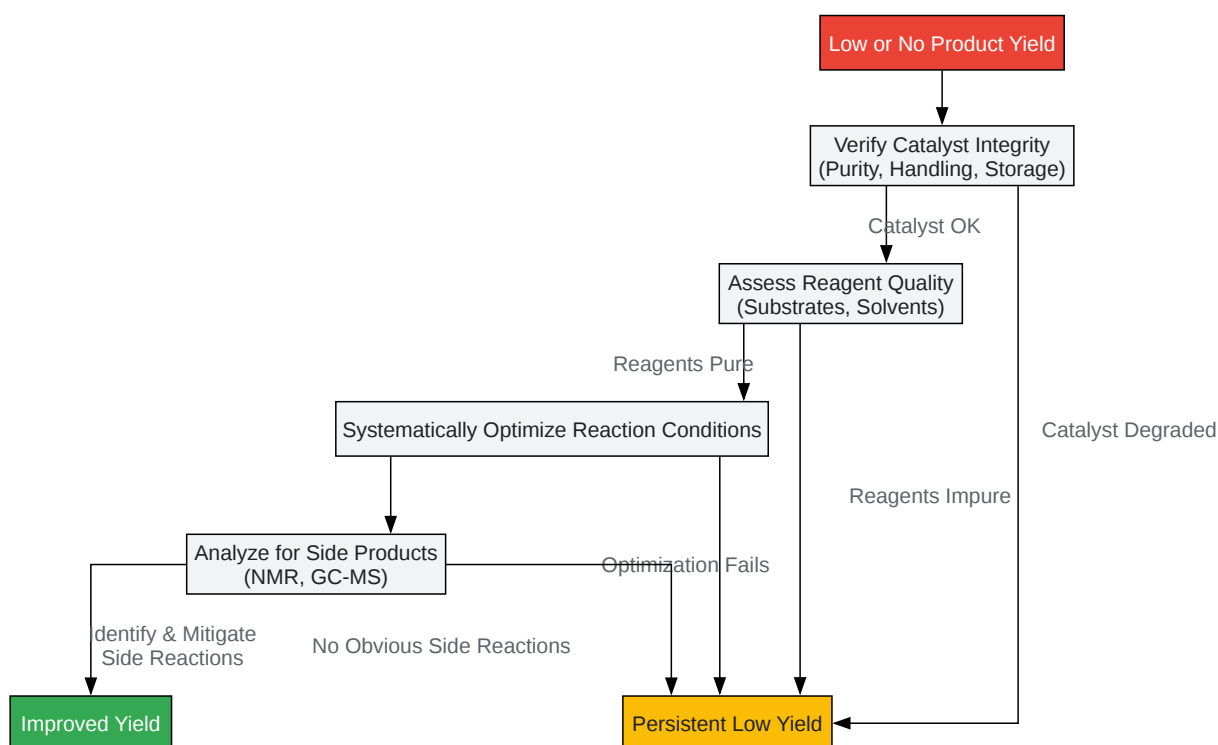 Low or No Product Yield
Verify Catalyst Integrity
(Purity, Handling, Storage)
Catalyst OK
Assess Reagent Quality
(Substrates, Solvents)
Reagents Pure
Systematically Optimize Reaction Conditions
Catalyst Degraded
Reagents Impure
Analyze for Side Products
(NMR, GC-MS)
Optimization Fails
Identify & Mitigate
Side Reactions
No Obvious Side Reactions
Improved Yield
Persistent Low Yield